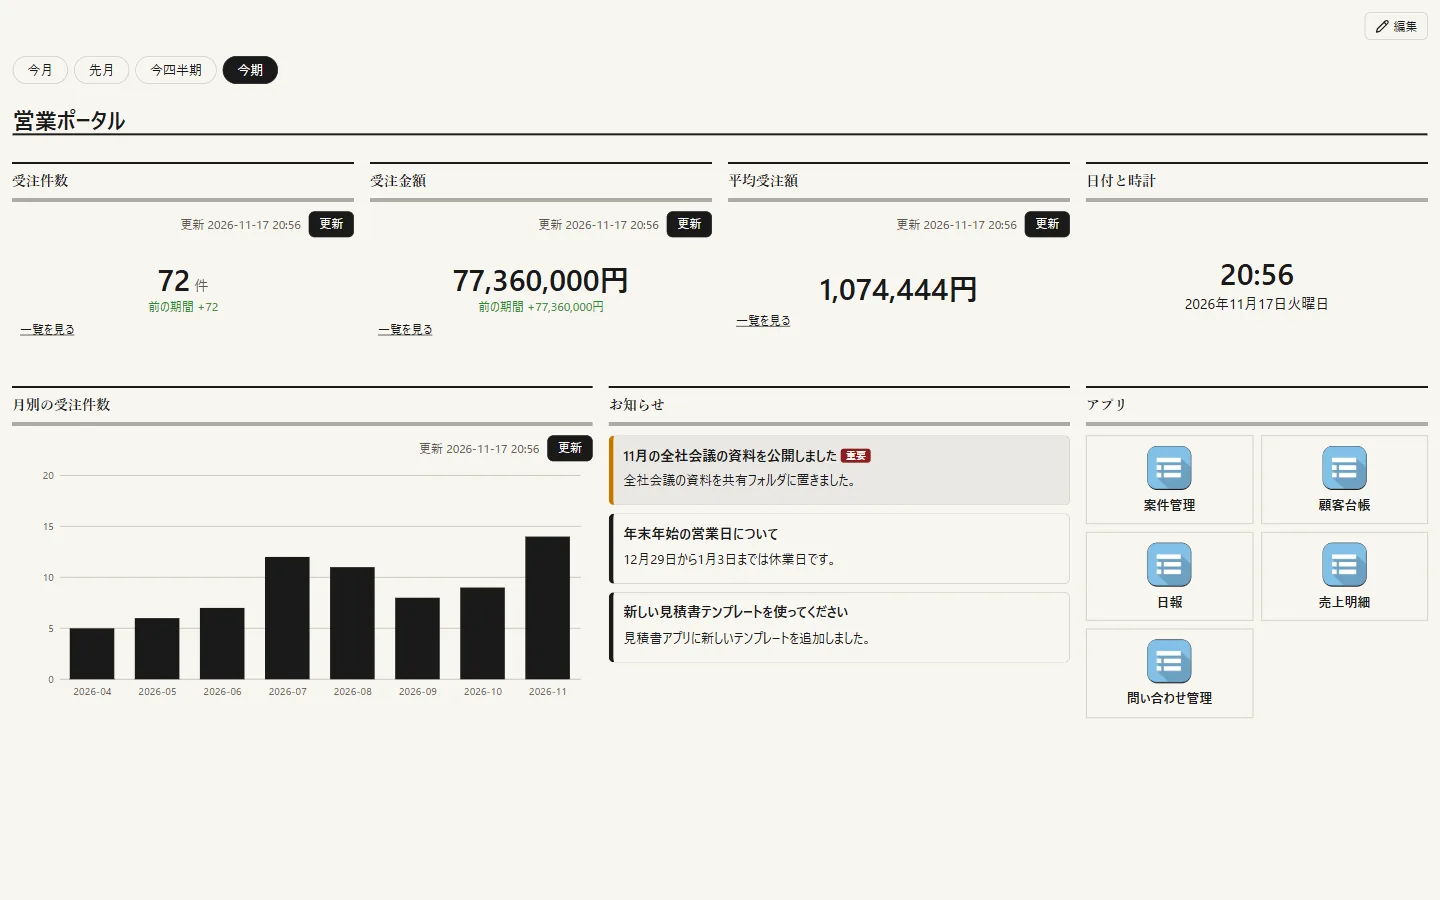 編集
今月 先月 今四半期 今期
営業ポータル
受注件数
更新 2026-11-17 20:56 更新
72 件
前の期間 +72
一覧を見る
受注金額
更新 2026-11-17 20:56 更新
77,360,000円
前の期間 +77,360,000円
一覧を見る
平均受注額
更新 2026-11-17 20:56 更新
1,074,444円
一覧を見る
日付と時計
20:56
2026年11月17日火曜日
月別の受注件数
更新 2026-11-17 20:56 更新
20
15
10
5
0
2026-04 2026-05 2026-06 2026-07 2026-08 2026-09 2026-10 2026-11
お知らせ
11月の全社会議の資料を公開しました 重要
全社会議の資料を共有フォルダに置きました。
年末年始の営業日について
12月29日から1月3日までは休業日です。
新しい見積書テンプレートを使ってください
見積書アプリに新しいテンプレートを追加しました。
アプリ
案件管理
顧客台帳
日報
売上明細
問い合わせ管理